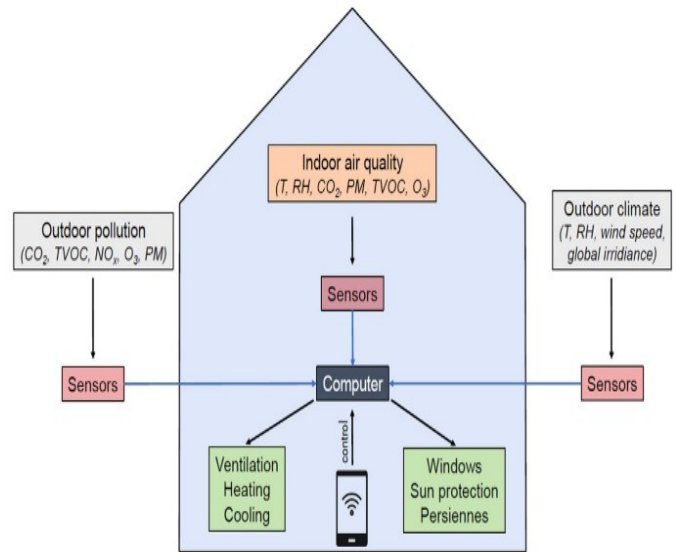 Indoor air quality
(T, RH, CO₂, PM, TVOC, O₃)
Outdoor pollution
(CO₂, TVOC, NOₓ, O₃, PM)
Outdoor climate
(T, RH, wind speed,
global irridiance)
Sensors
Sensors
Computer
Sensors
control
Ventilation
Heating
Cooling
Windows
Sun protection
Persiennes